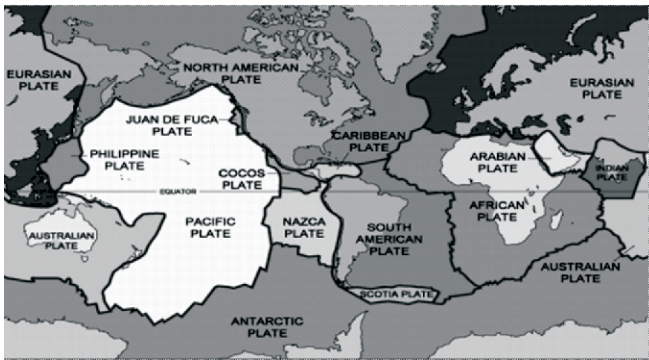 EURASIAN
PLATE
NORTH AMERICAN
PLATE
EURASIAN
PLATE
JUAN DE FUCA
PLATE
CARIBBEAN
PLATE
PHILIPPINE
PLATE
COCOS
PLATE
ARABIAN
PLATE
INDIAN
PLATE
EQUATOR
AUSTRALIAN
PLATE
PACIFIC
PLATE
NAZCA
PLATE
SOUTH
AMERICAN
PLATE
AFRICAN
PLATE
AUSTRALIAN
PLATE
SCOTIA PLATE
ANTARCTIC
PLATE